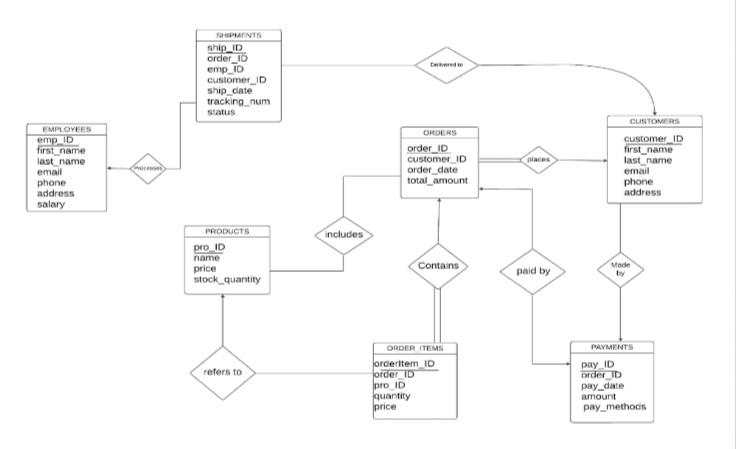 SHIPMENTS
ship_ID
order_ID
emp_ID
customer_ID
ship_date
tracking_num
status
Delivered to
EMPLOYEES
emp_ID
first_name
last_name
email
phone
address
salary
Processes
ORDERS
order_ID
customer_ID
order_date
total_amount
places
CUSTOMERS
customer_ID
first_name
last_name
email
phone
address
PRODUCTS
pro_ID
name
price
stock_quantity
includes
Contains
paid by
Made
by
refers to
ORDER_ITEMS
orderItem_ID
order_ID
pro_ID
quantity
price
PAYMENTS
pay_ID
order_ID
pay_date
amount
pay_methods